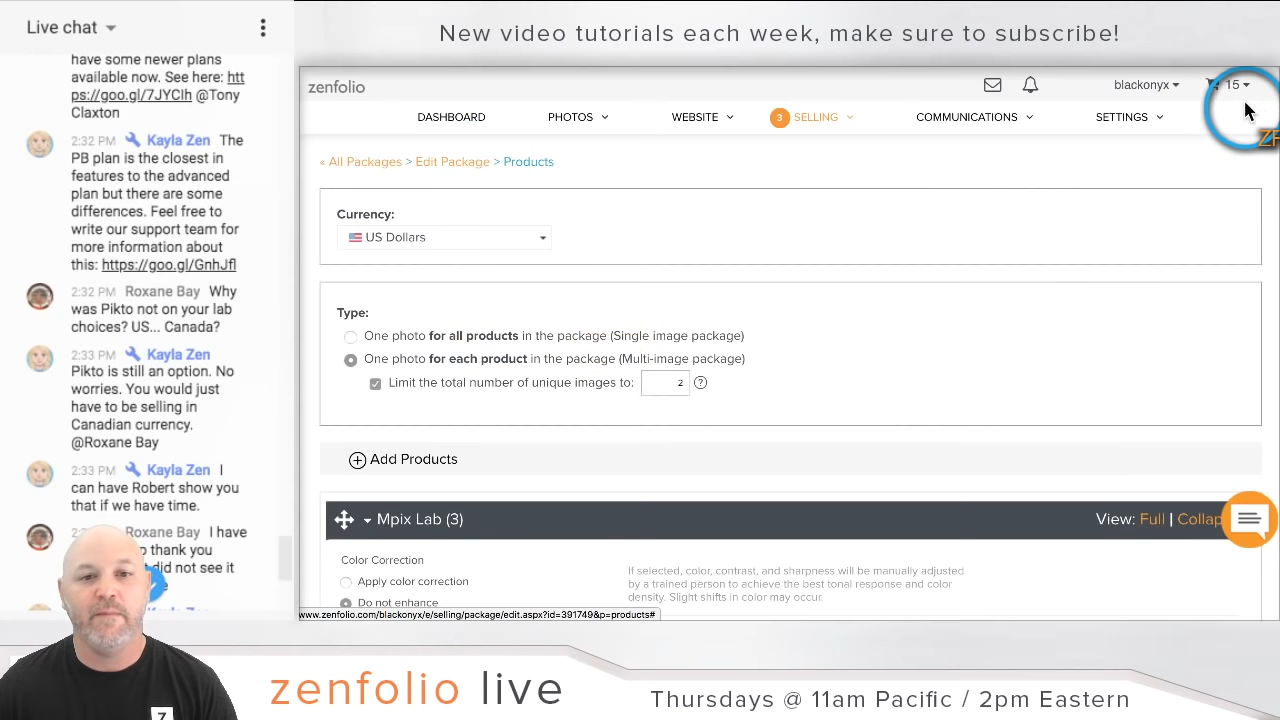 Live chat
have some newer plans
available now. See here: htt
ps://goo.gl/7JYCIh @Tony
Claxton
2:32 PM Kayla Zen The
PB plan is the closest in
features to the advanced
plan but there are some
differences. Feel free to
write our support team for
more information about
this: https://goo.gl/GnhJfl
2:32 PM Roxane Bay Why
was Pikto not on your lab
choices? US... Canada?
2:33 PM Kayla Zen
Pikto is still an option. No
worries. You would just
have to be selling in
Canadian currency.
@Roxane Bay
2:33 PM Kayla Zen I
can have Robert show you
that if we have time.
Roxane Bay I have
thank you
did not see it
New video tutorials each week, make sure to subscribe!
zenfolio
blackonyx
15
DASHBOARD PHOTOS WEBSITE 3 SELLING COMMUNICATIONS SETTINGS
« All Packages > Edit Package > Products
Currency:
US Dollars
Type:
One photo for all products in the package (Single image package)
One photo for each product in the package (Multi-image package)
Limit the total number of unique images to: 2 ?
Add Products
Mpix Lab (3) View: Full | Collap
Color Correction
Apply color correction
Do not enhance
If selected, color, contrast, and sharpness will be manually adjusted
by a trained person to achieve the best tonal response and color
density. Slight shifts in color may occur.
www.zenfolio.com/blackonyx/e/selling/package/edit.aspx?id=391749&p=products#
zenfolio live
Thursdays @ 11am Pacific / 2pm Eastern